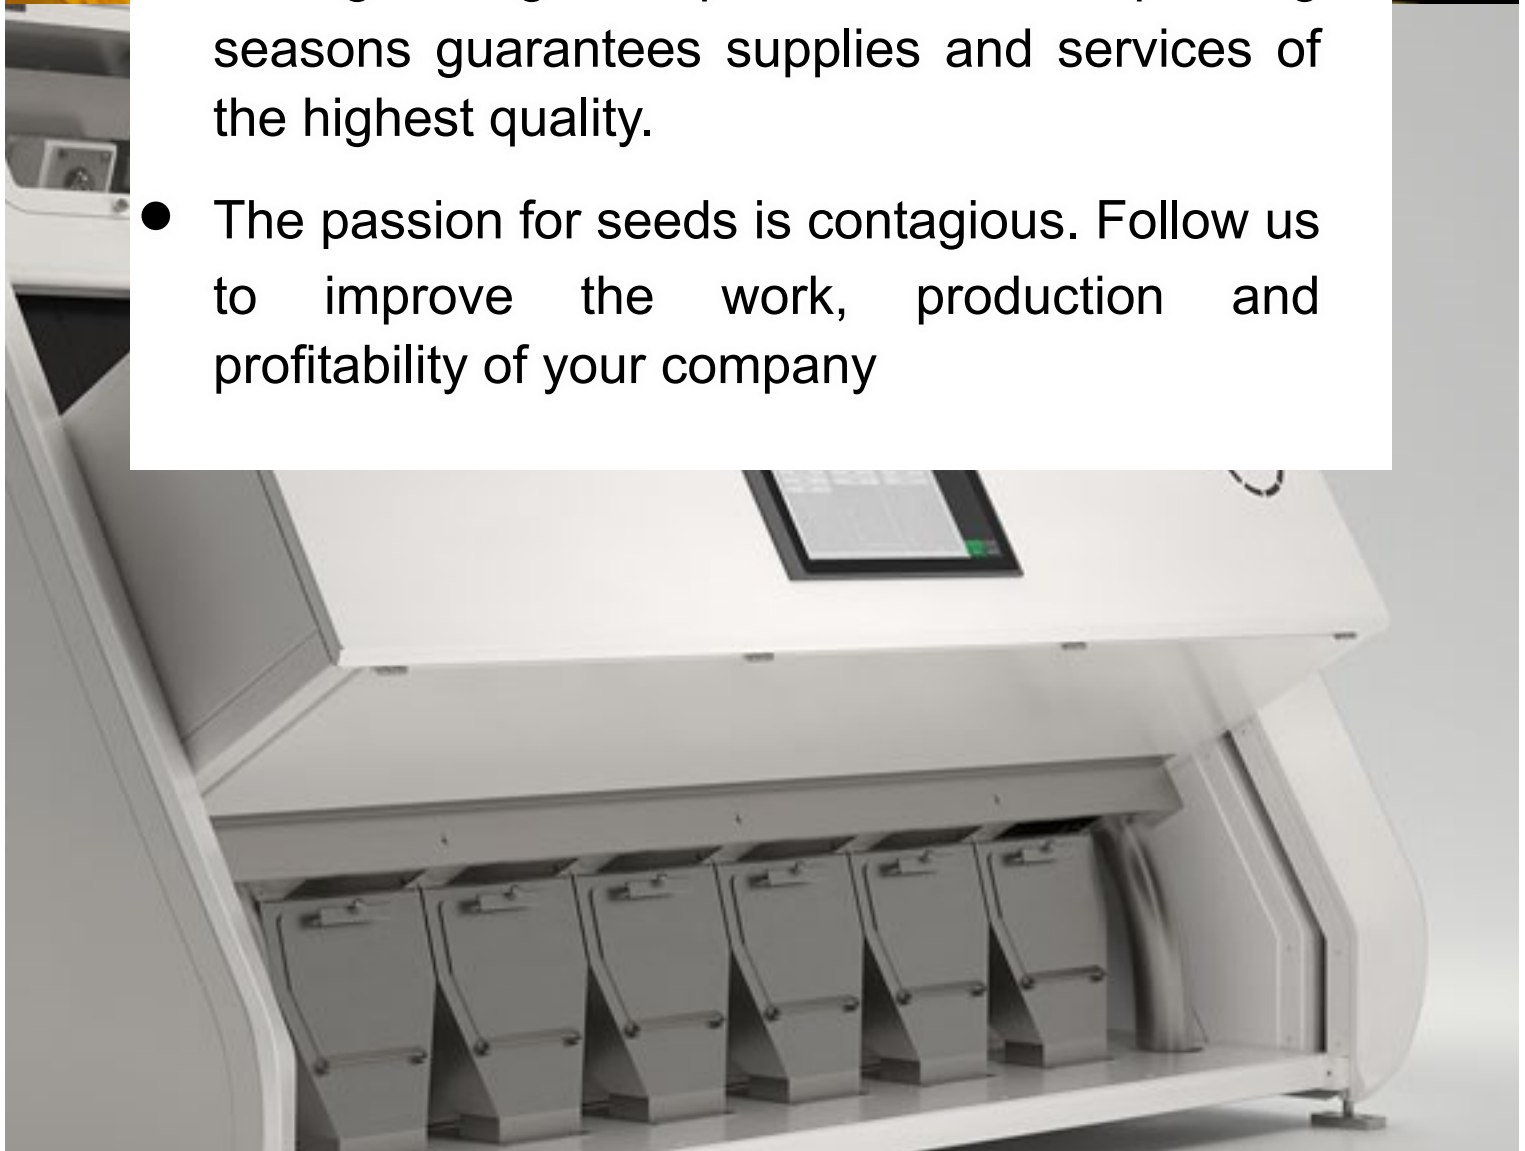 seasons guarantees supplies and services of
the highest quality.
● The passion for seeds is contagious. Follow us
to improve the work, production and
profitability of your company